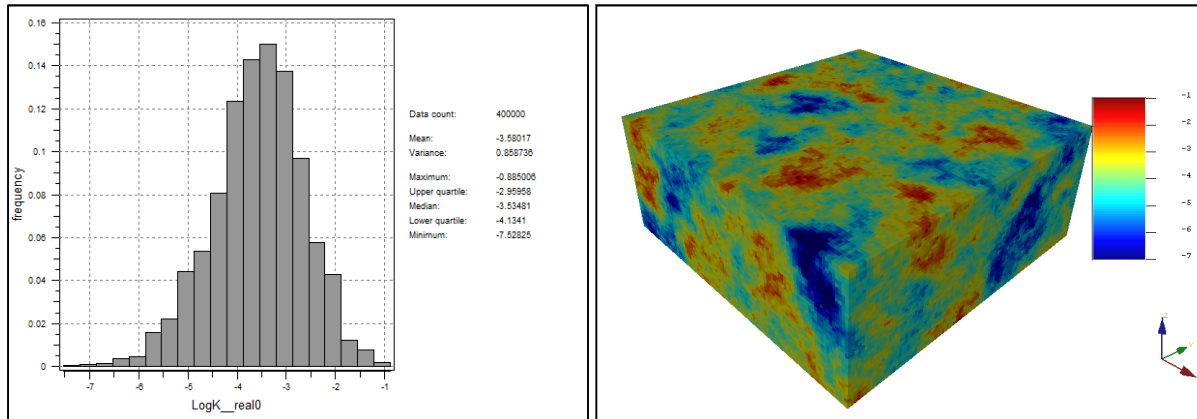 0.16
0.14
0.12
0.1
0.08
0.06
0.04
0.02
0
frequency
-7 -6 -5 -4 -3 -2 -1
LogK__real0
Data count: 400000
Mean: -3.58017
Variance: 0.858736
Maximum: -0.885006
Upper quartile: -2.95958
Median: -3.53481
Lower quartile: -4.1341
Minimum: -7.52825
-1
-2
-3
-4
-5
-6
-7
z
y